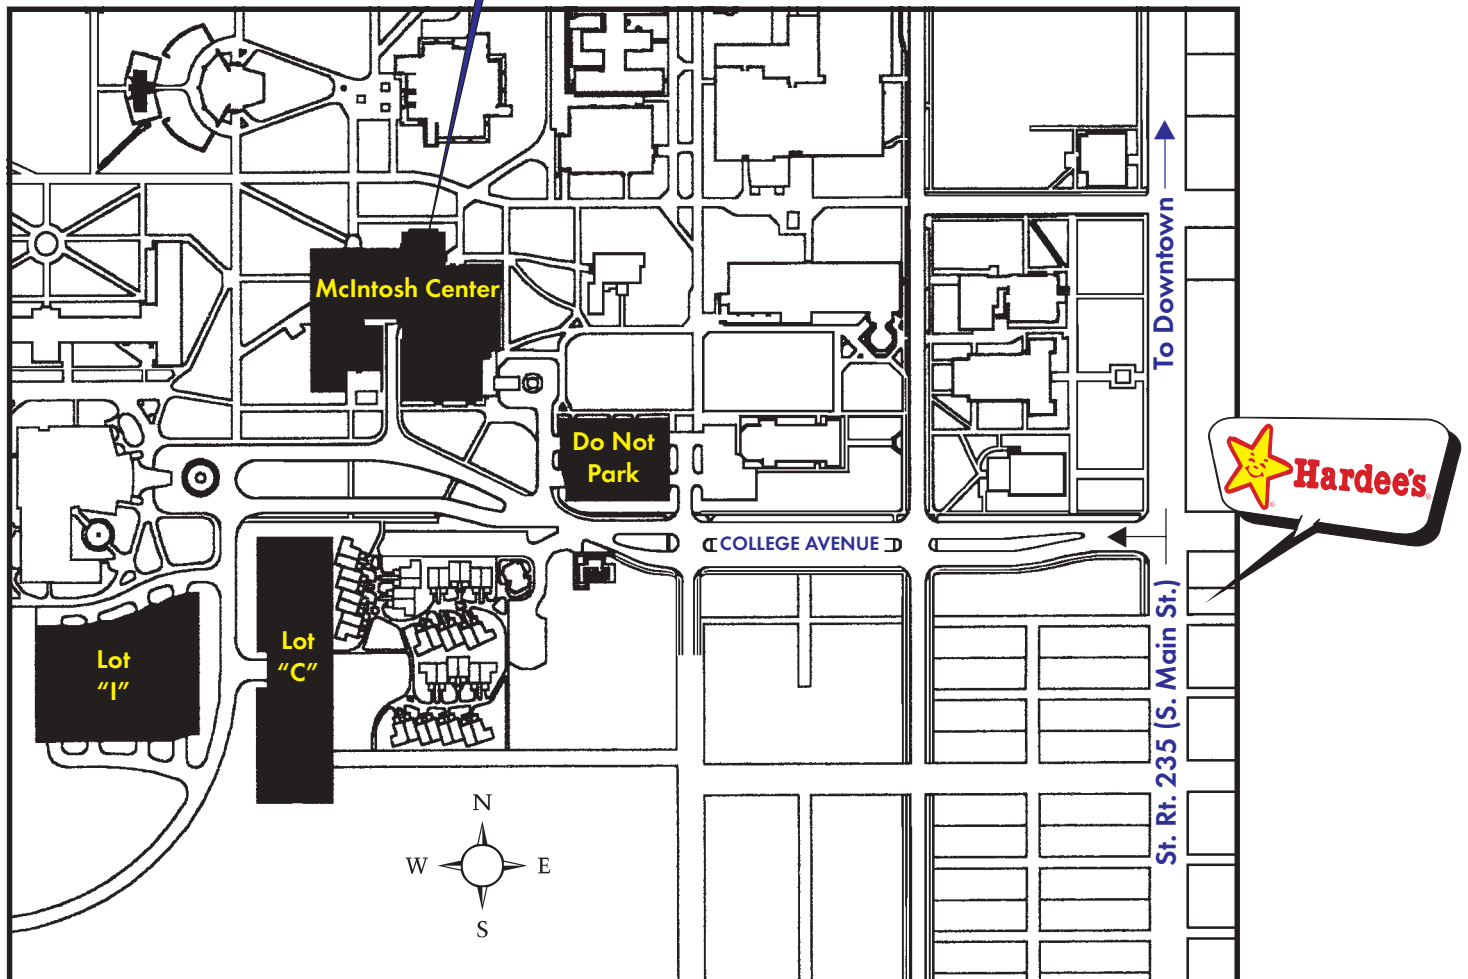 McIntosh Center
To Downtown
Do Not
Park
Hardee's
COLLEGE AVENUE
St. Rt. 235 (S. Main St.)
Lot
“I”
Lot
“C”
N
W
E
S